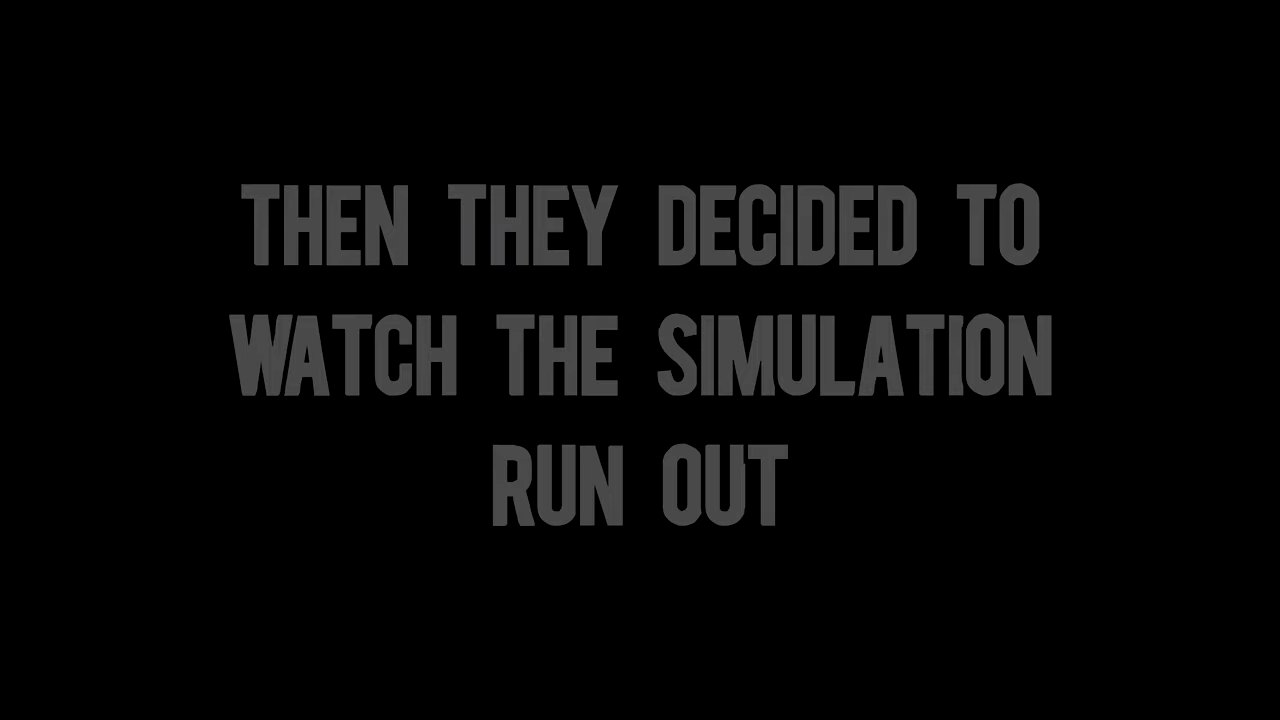 THEN THEY DECIDED TO
WATCH THE SIMULATION
RUN OUT